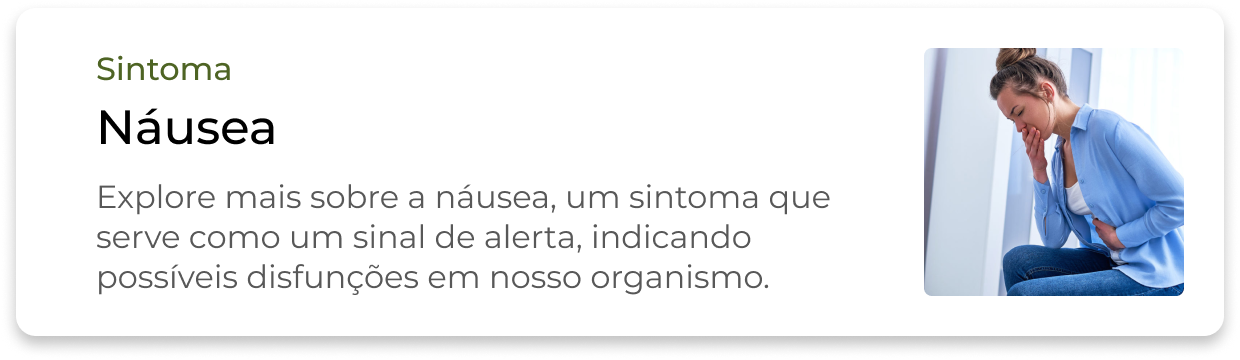 Sintoma
Náusea
Explore mais sobre a náusea, um sintoma que
serve como um sinal de alerta, indicando
possíveis disfunções em nosso organismo.